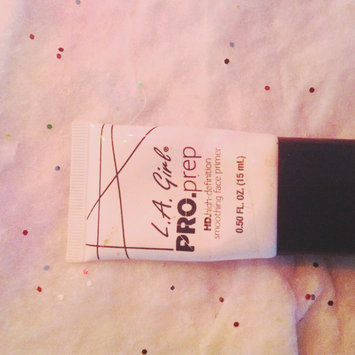 L.A. Girl®
PRO.prep
HD.high-definition
smoothing face primer
0.50 FL. OZ. (15 mL)